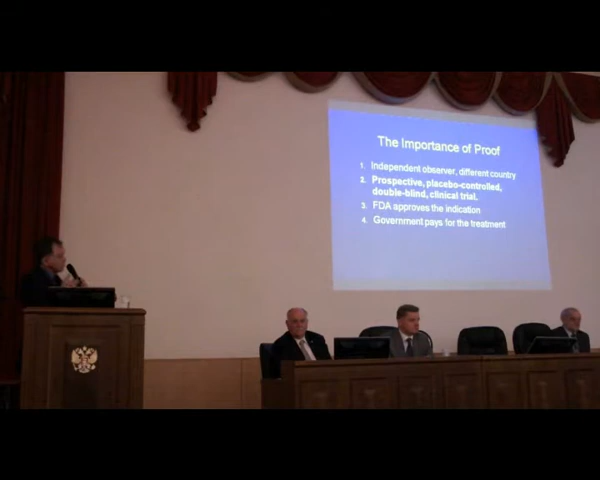 The Importance of Proof
1. Independent observer, different country
2. Prospective, placebo-controlled,
double-blind, clinical trial.
3. FDA approves the indication
4. Government pays for the treatment